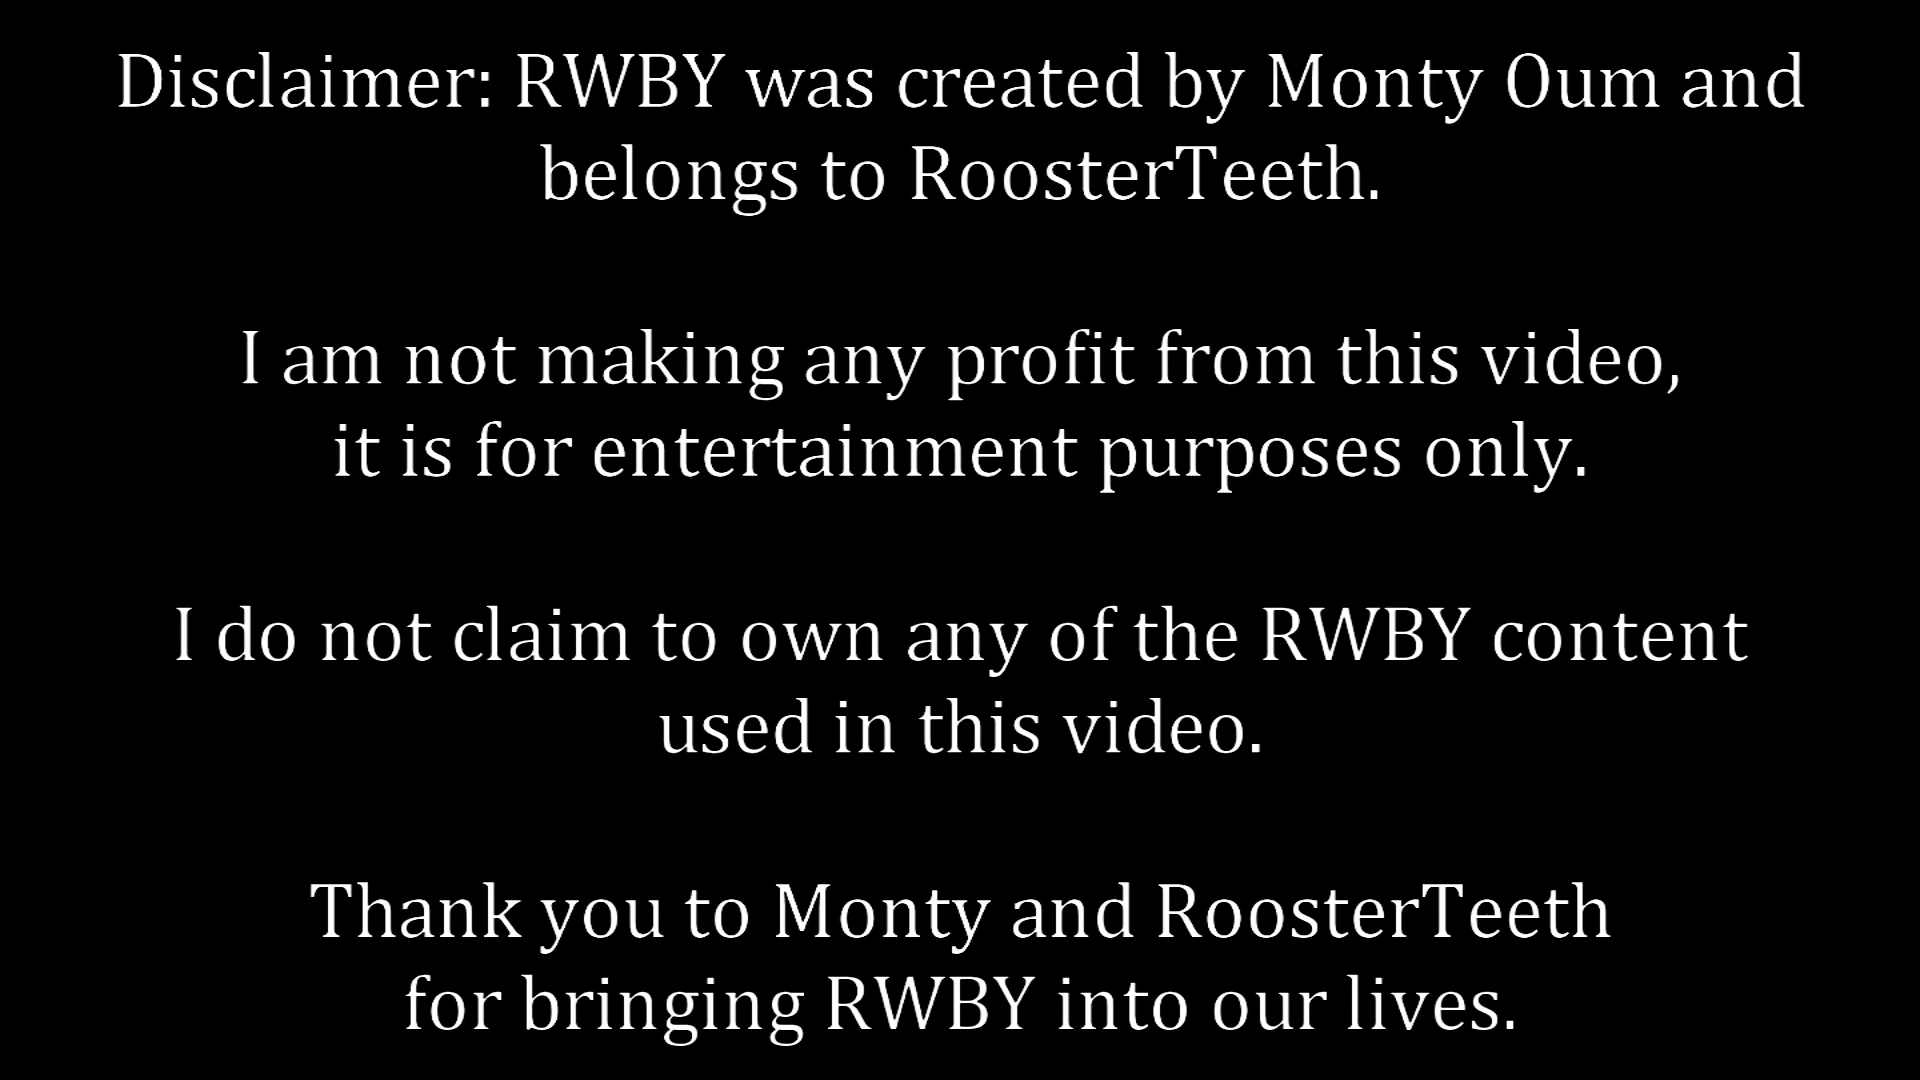 Disclaimer: RWBY was created by Monty Oum and
belongs to RoosterTeeth.
I am not making any profit from this video,
it is for entertainment purposes only.
I do not claim to own any of the RWBY content
used in this video.
Thank you to Monty and RoosterTeeth
for bringing RWBY into our lives.